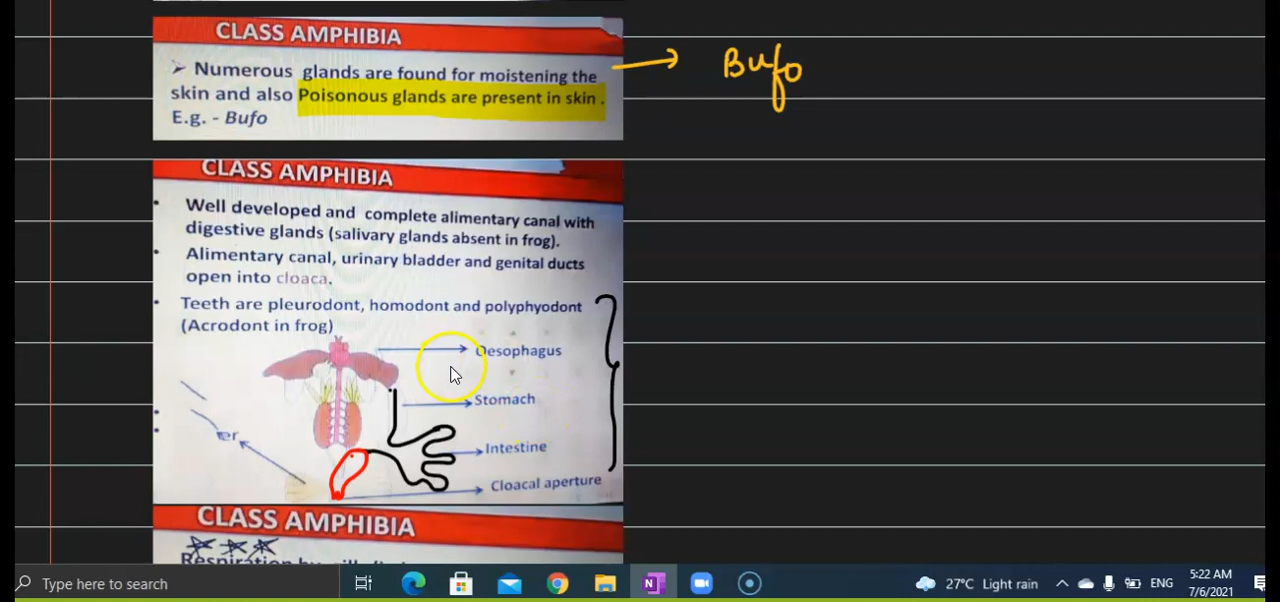 CLASS AMPHIBIA
➢ Numerous glands are found for moistening the
skin and also Poisonous glands are present in skin.
E.g. - Bufo
Bufo
CLASS AMPHIBIA
• Well developed and complete alimentary canal with
digestive glands (salivary glands absent in frog).
• Alimentary canal, urinary bladder and genital ducts
open into cloaca.
• Teeth are pleurodont, homodont and polyphyodont
(Acrodont in frog)
Oesophagus
Stomach
er
Intestine
Cloacal aperture
CLASS AMPHIBIA
Respiration by
Type here to search
27°C Light rain
ENG
5:22 AM
7/6/2021